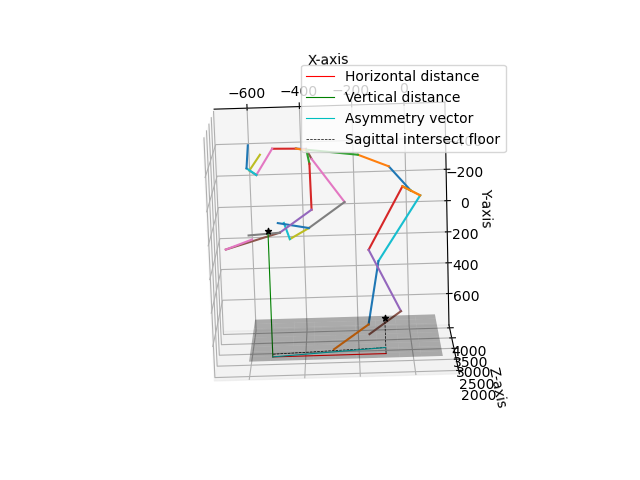 X-axis
Horizontal distance
Vertical distance
Asymmetry vector
Sagittal intersect floor
−600
−400
−200
0
−200
0
200
400
600
Y-axis
4000
3500
3000
2500
2000
Z-axis